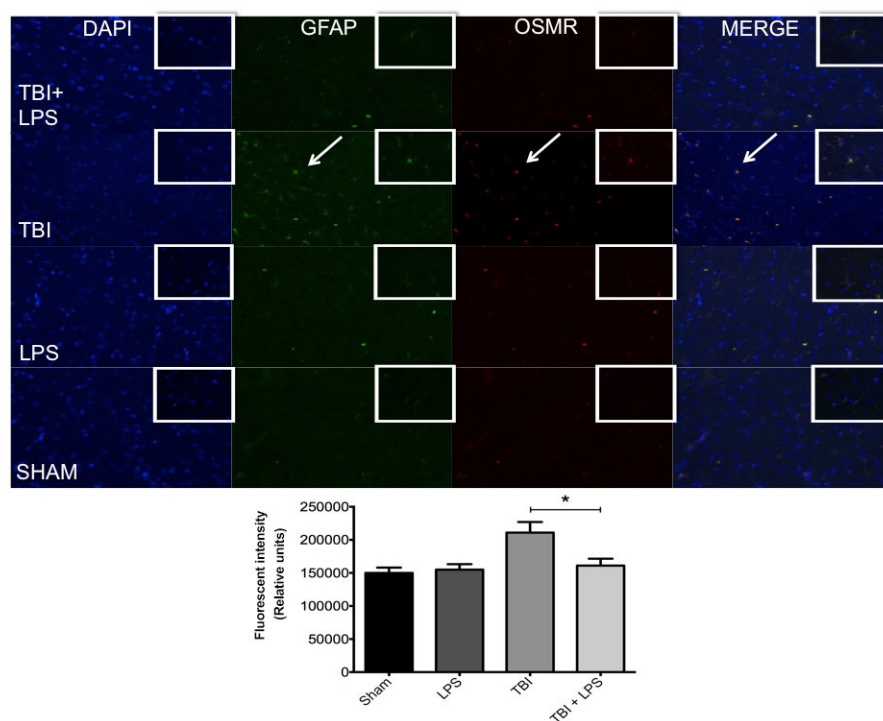 DAPI GFAP OSMR MERGE
TBI+
LPS
TBI
LPS
SHAM
250000
200000
150000
100000
50000
0
Fluorescent intensity
(Relative units)
*
Sham LPS TBI TBI + LPS